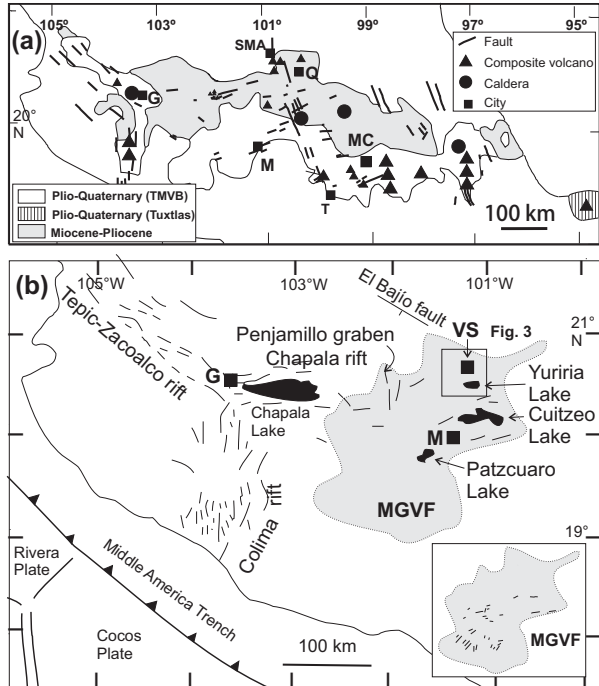 105°
103°
101°
99°
97°
95°
(a)
SMA
Q
G
20°
MC
M
T
Fault
Composite volcano
Caldera
City
Plio-Quaternary (TMVB)
Plio-Quaternary (Tuxtlas)
Miocene-Pliocene
100 km
(b)
105°W
103°W
101°W
El Bajío fault
21°
N
Tepic-Zacoalco rift
Penjamillo graben
Chapala rift
VS
Fig. 3
G
Chapala
Lake
Yuriria
Lake
Cuitzeo
Lake
M
Patzcuaro
Lake
MGVF
Colima
rift
19°
Rivera
Plate
Middle America Trench
Cocos
Plate
100 km
MGVF